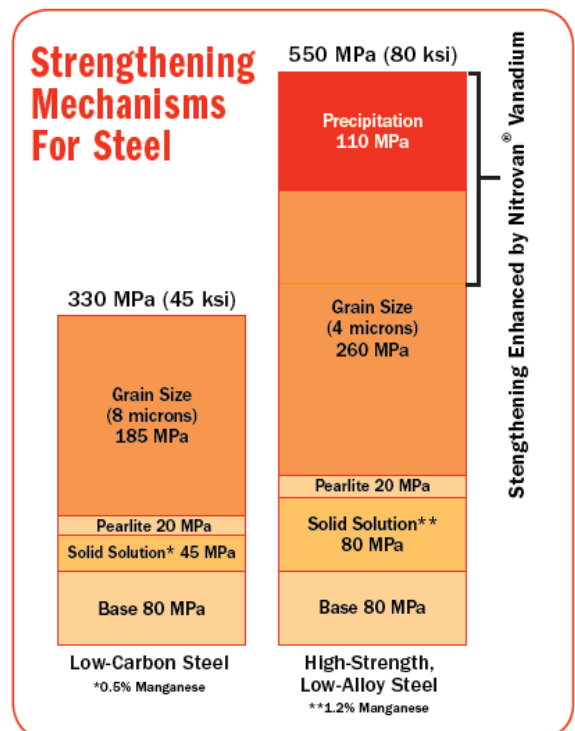 Strengthening
Mechanisms
For Steel
550 MPa (80 ksi)
Precipitation
110 MPa
Grain Size
(4 microns)
260 MPa
Pearlite 20 MPa
Solid Solution**
80 MPa
Base 80 MPa
High-Strength,
Low-Alloy Steel
**1.2% Manganese
330 MPa (45 ksi)
Grain Size
(8 microns)
185 MPa
Pearlite 20 MPa
Solid Solution* 45 MPa
Base 80 MPa
Low-Carbon Steel
*0.5% Manganese
Stengthening Enhanced by Nitrovan® Vanadium